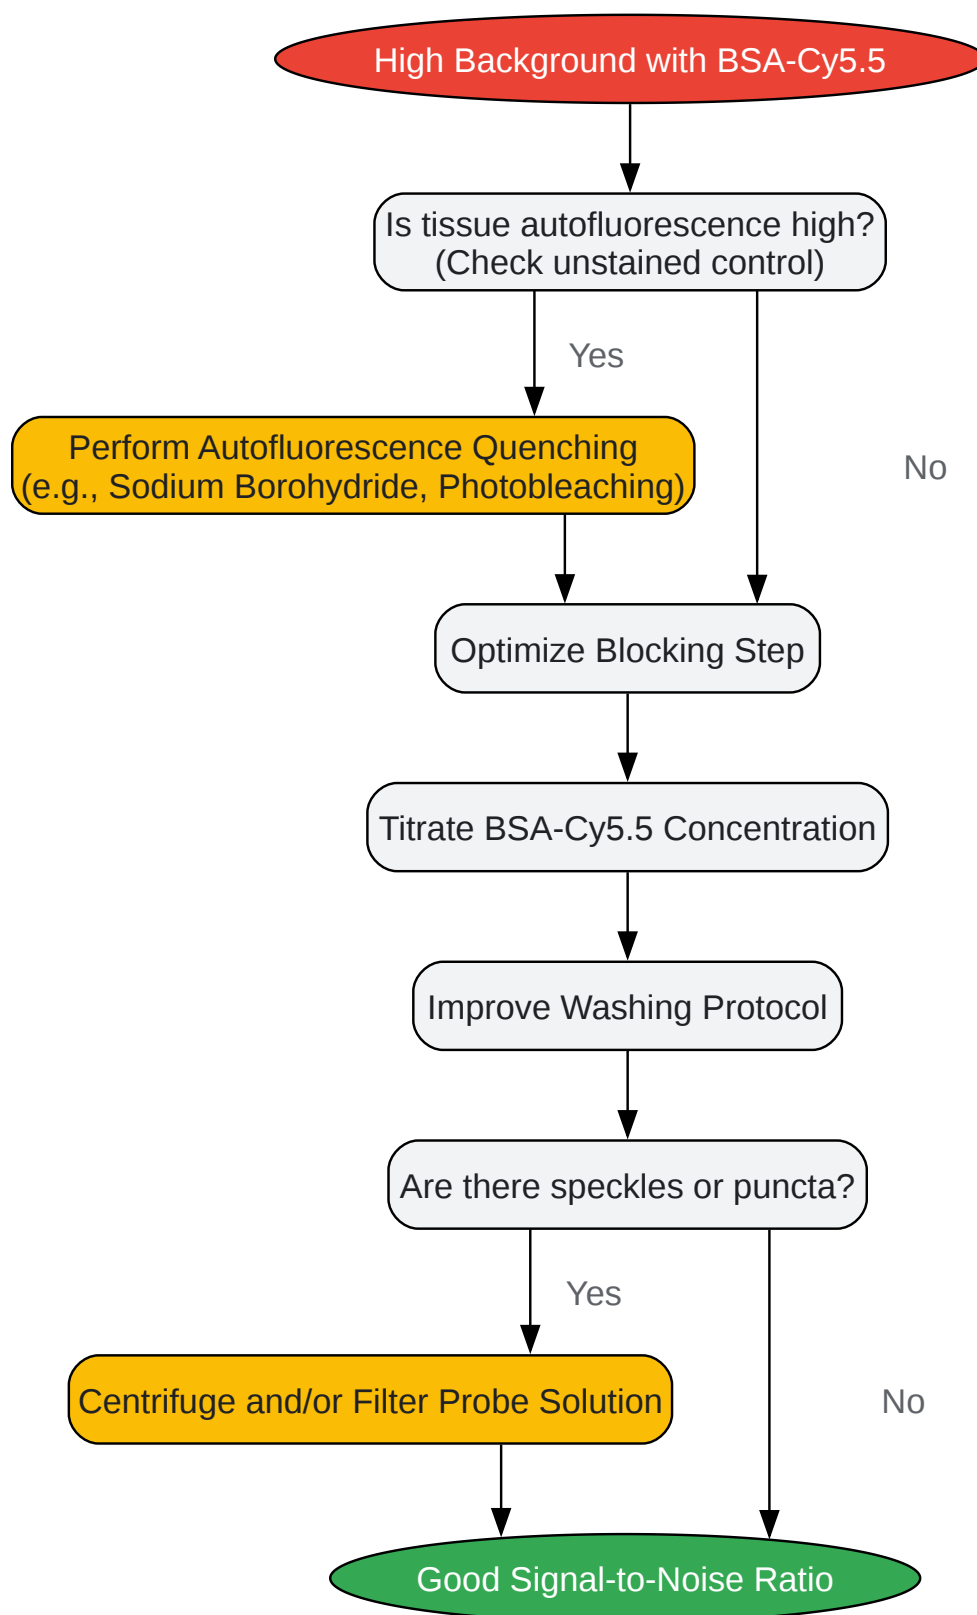 High Background with BSA-Cy5.5
Is tissue autofluorescence high?
(Check unstained control)
Yes
Perform Autofluorescence Quenching
(e.g., Sodium Borohydride, Photobleaching)
No
Optimize Blocking Step
Titrate BSA-Cy5.5 Concentration
Improve Washing Protocol
Are there speckles or puncta?
Yes
Centrifuge and/or Filter Probe Solution
No
Good Signal-to-Noise Ratio